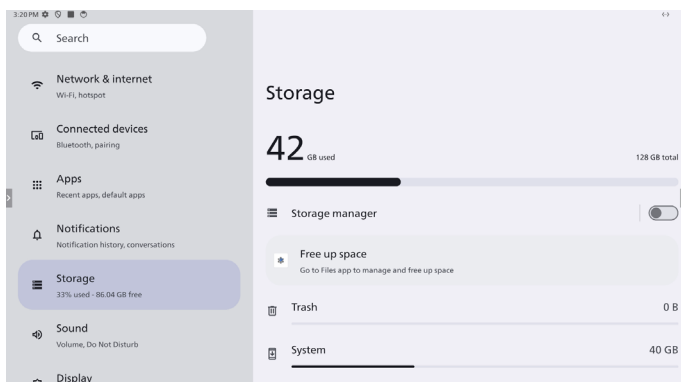 3:20 PM
Search
Network & internet
Wi-Fi, hotspot
Connected devices
Bluetooth, pairing
Apps
Recent apps, default apps
Notifications
Notification history, conversations
Storage
33% used - 86.04 GB free
Sound
Volume, Do Not Disturb
Display
Storage
42 GB used
128 GB total
Storage manager
Free up space
Go to Files app to manage and free up space
Trash
0 B
System
40 GB